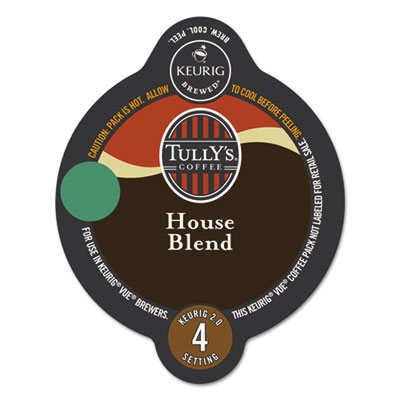 BREW. COOL. PEEL.
KEURIG
BREWED®
CAUTION: PACK IS HOT. ALLOW TO COOL BEFORE PEELING.
TULLY'S
COFFEE
House
Blend
FOR USE IN KEURIG® VUE® BREWERS.
THIS KEURIG® VUE® COFFEE PACK NOT LABELED FOR RETAIL SALE.
KEURIG 2.0
4
SETTING